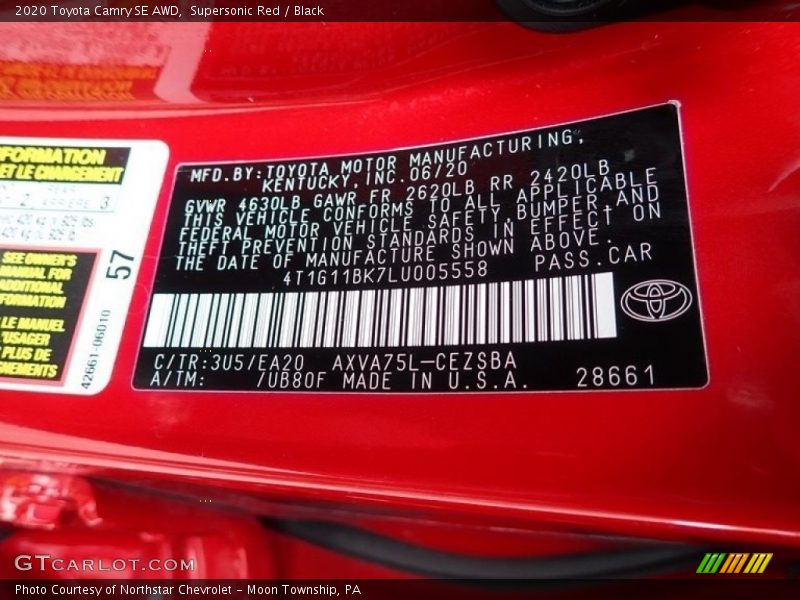 2020 Toyota Camry SE AWD, Supersonic Red / Black
FORMATION
ET LE CHARGEMENT
SEE OWNER'S
MANUAL FOR
ADDITIONAL
INFORMATION
LE MANUEL
PLUS DE
57
42661-06D10
MFD.BY:TOYOTA MOTOR MANUFACTURING,
KENTUCKY,INC.06/20
GVWR 4630LB GAWR FR 2620LB RR 2420LB
THIS VEHICLE CONFORMS TO ALL APPLICABLE
FEDERAL MOTOR VEHICLE SAFETY,BUMPER,AND
THEFT PREVENTION STANDARDS IN EFFECT ON
THE DATE OF MANUFACTURE SHOWN ABOVE.
4T1G11BK7LU005558 PASS.CAR
C/TR:3U5/EA20 AXVA75L-CEZSBA
A/TM: /UB80F MADE IN U.S.A. 28661
GTCARLOT.COM
Photo Courtesy of Northstar Chevrolet - Moon Township, PA